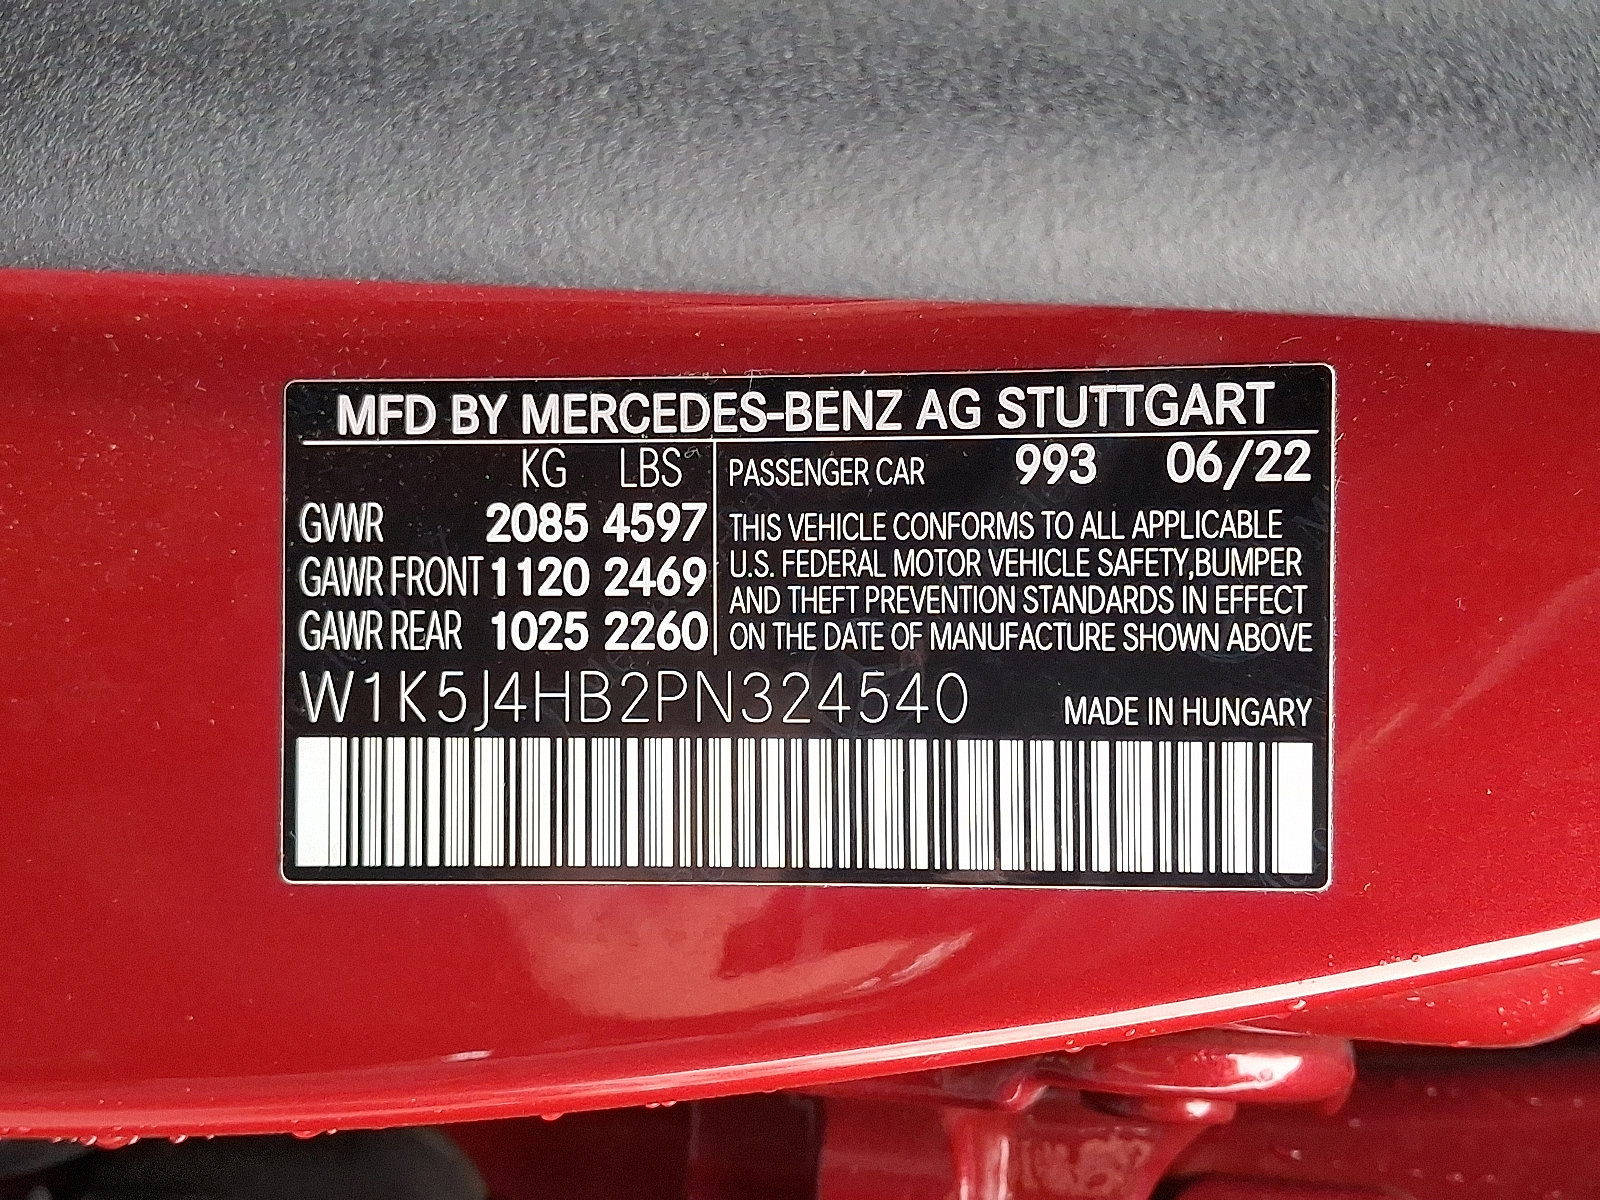 MFD BY MERCEDES-BENZ AG STUTTGART
KG LBS
GVWR 2085 4597
GAWR FRONT 1120 2469
GAWR REAR 1025 2260
PASSENGER CAR 993 06/22
THIS VEHICLE CONFORMS TO ALL APPLICABLE
U.S. FEDERAL MOTOR VEHICLE SAFETY,BUMPER
AND THEFT PREVENTION STANDARDS IN EFFECT
ON THE DATE OF MANUFACTURE SHOWN ABOVE
W1K5J4HB2PN324540
MADE IN HUNGARY